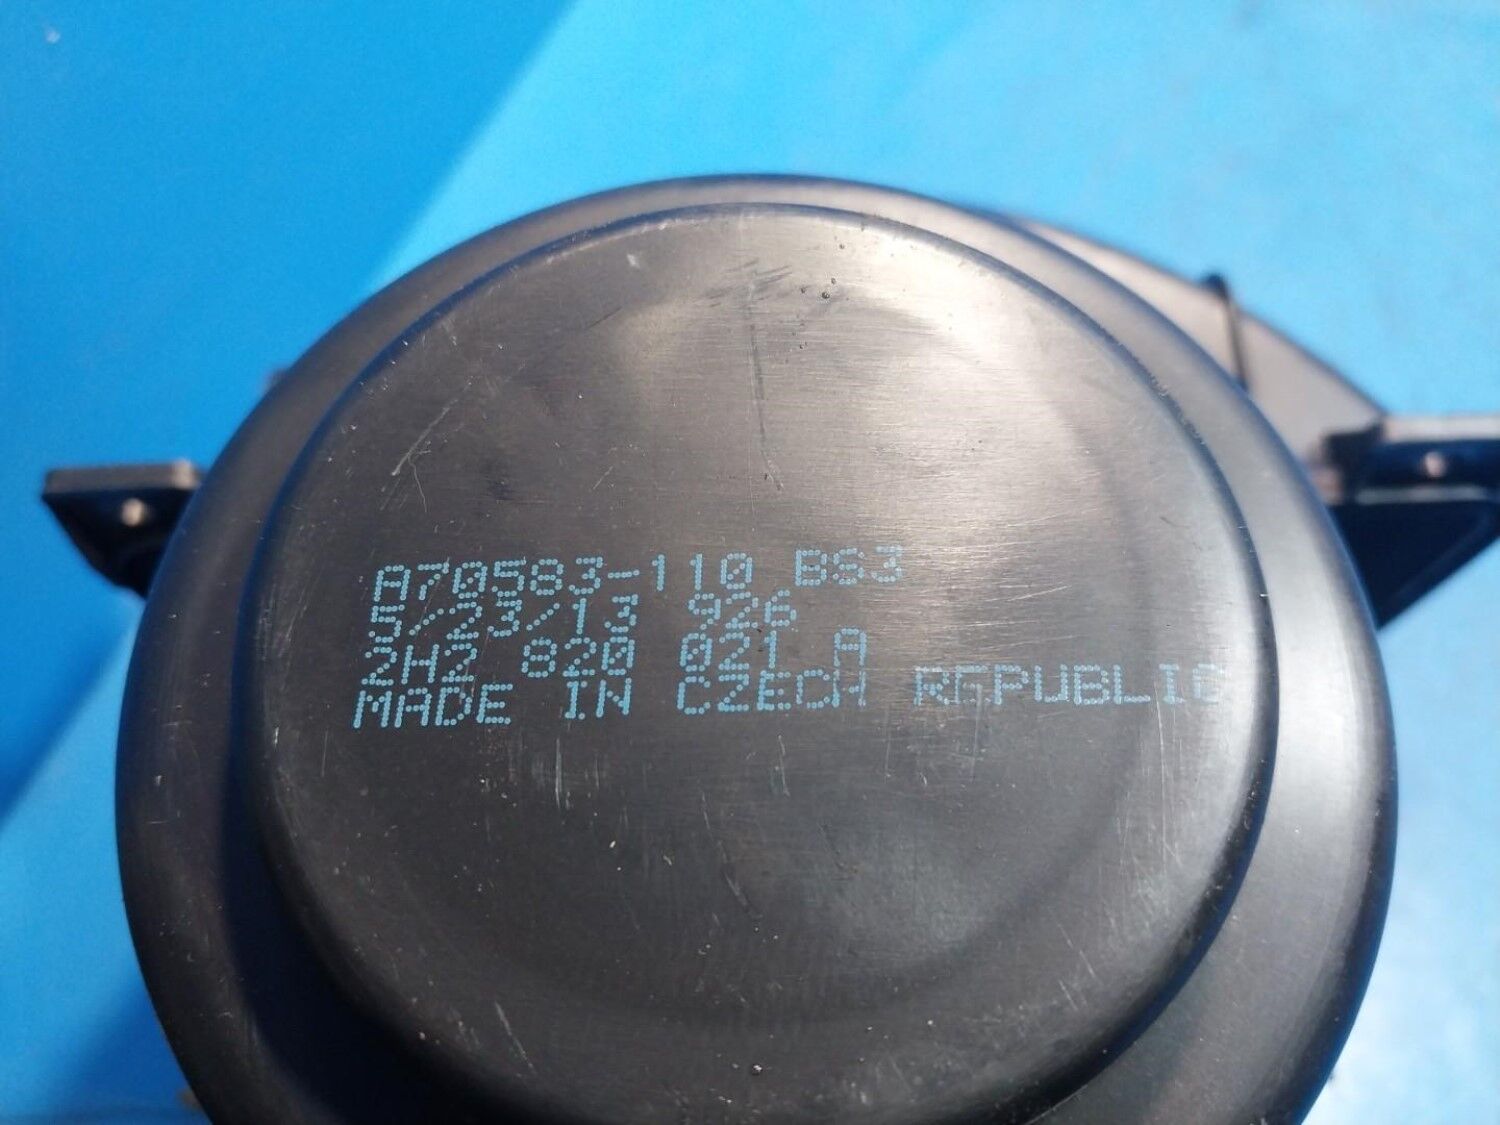 A70583-110 BS3
5/23/13 926
2H2 820 021 A
MADE IN CZECH REPUBLIC